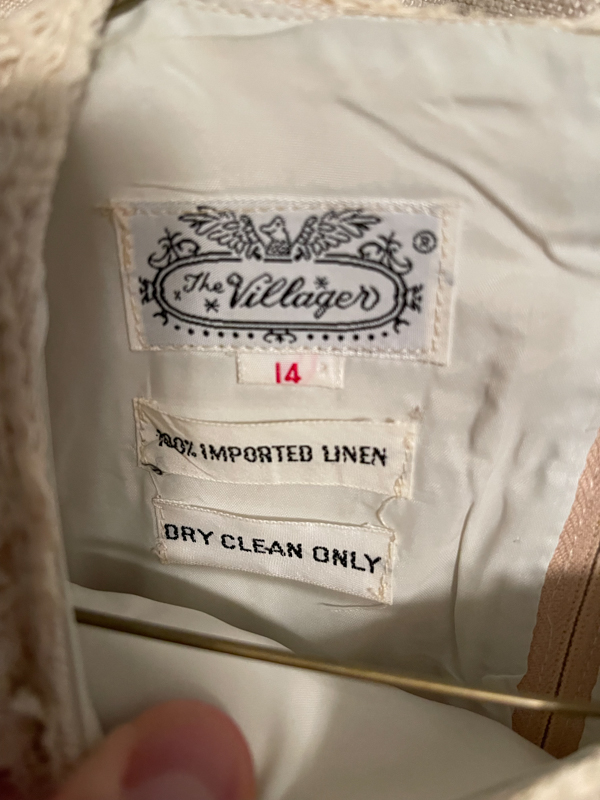 ®
The Villager
14
100% IMPORTED LINEN
DRY CLEAN ONLY